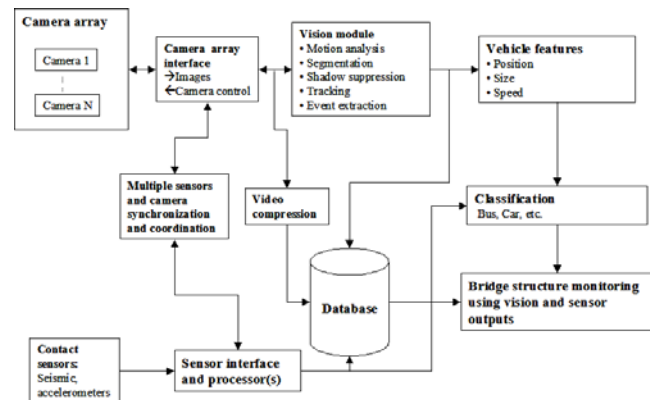 Camera array
Camera 1
Camera N
Camera array
interface
→Images
←Camera control
Vision module
• Motion analysis
• Segmentation
• Shadow suppression
• Tracking
• Event extraction
Vehicle features
• Position
• Size
• Speed
Multiple sensors
and camera
synchronization
and coordination
Video
compression
Classification
Bus, Car, etc.
Database
Bridge structure monitoring
using vision and sensor
outputs
Contact
sensors:
Seismic,
accelerometers
Sensor interface
and processor(s)